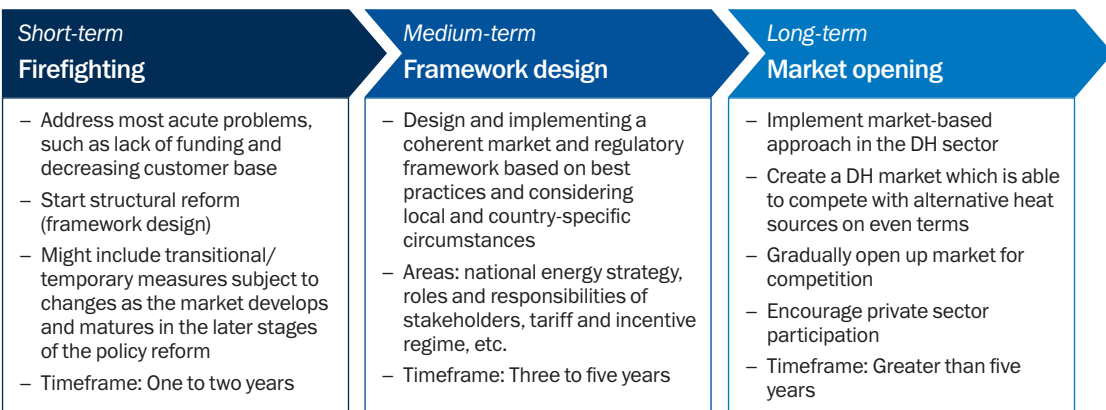 Short-term
Firefighting
– Address most acute problems,
such as lack of funding and
decreasing customer base
– Start structural reform
(framework design)
– Might include transitional/
temporary measures subject to
changes as the market develops
and matures in the later stages
of the policy reform
– Timeframe: One to two years
Medium-term
Framework design
– Design and implementing a
coherent market and regulatory
framework based on best
practices and considering
local and country-specific
circumstances
– Areas: national energy strategy,
roles and responsibilities of
stakeholders, tariff and incentive
regime, etc.
– Timeframe: Three to five years
Long-term
Market opening
– Implement market-based
approach in the DH sector
– Create a DH market which is able
to compete with alternative heat
sources on even terms
– Gradually open up market for
competition
– Encourage private sector
participation
– Timeframe: Greater than five
years